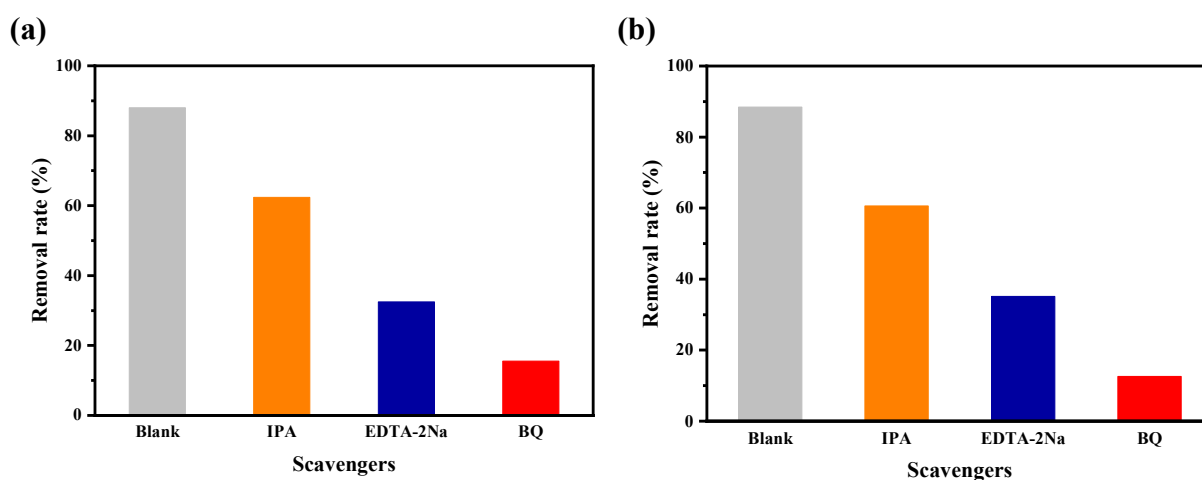 (a)
100
80
60
40
20
0
Removal rate (%)
Blank IPA EDTA-2Na BQ
Scavengers
(b)
100
80
60
40
20
0
Removal rate (%)
Blank IPA EDTA-2Na BQ
Scavengers